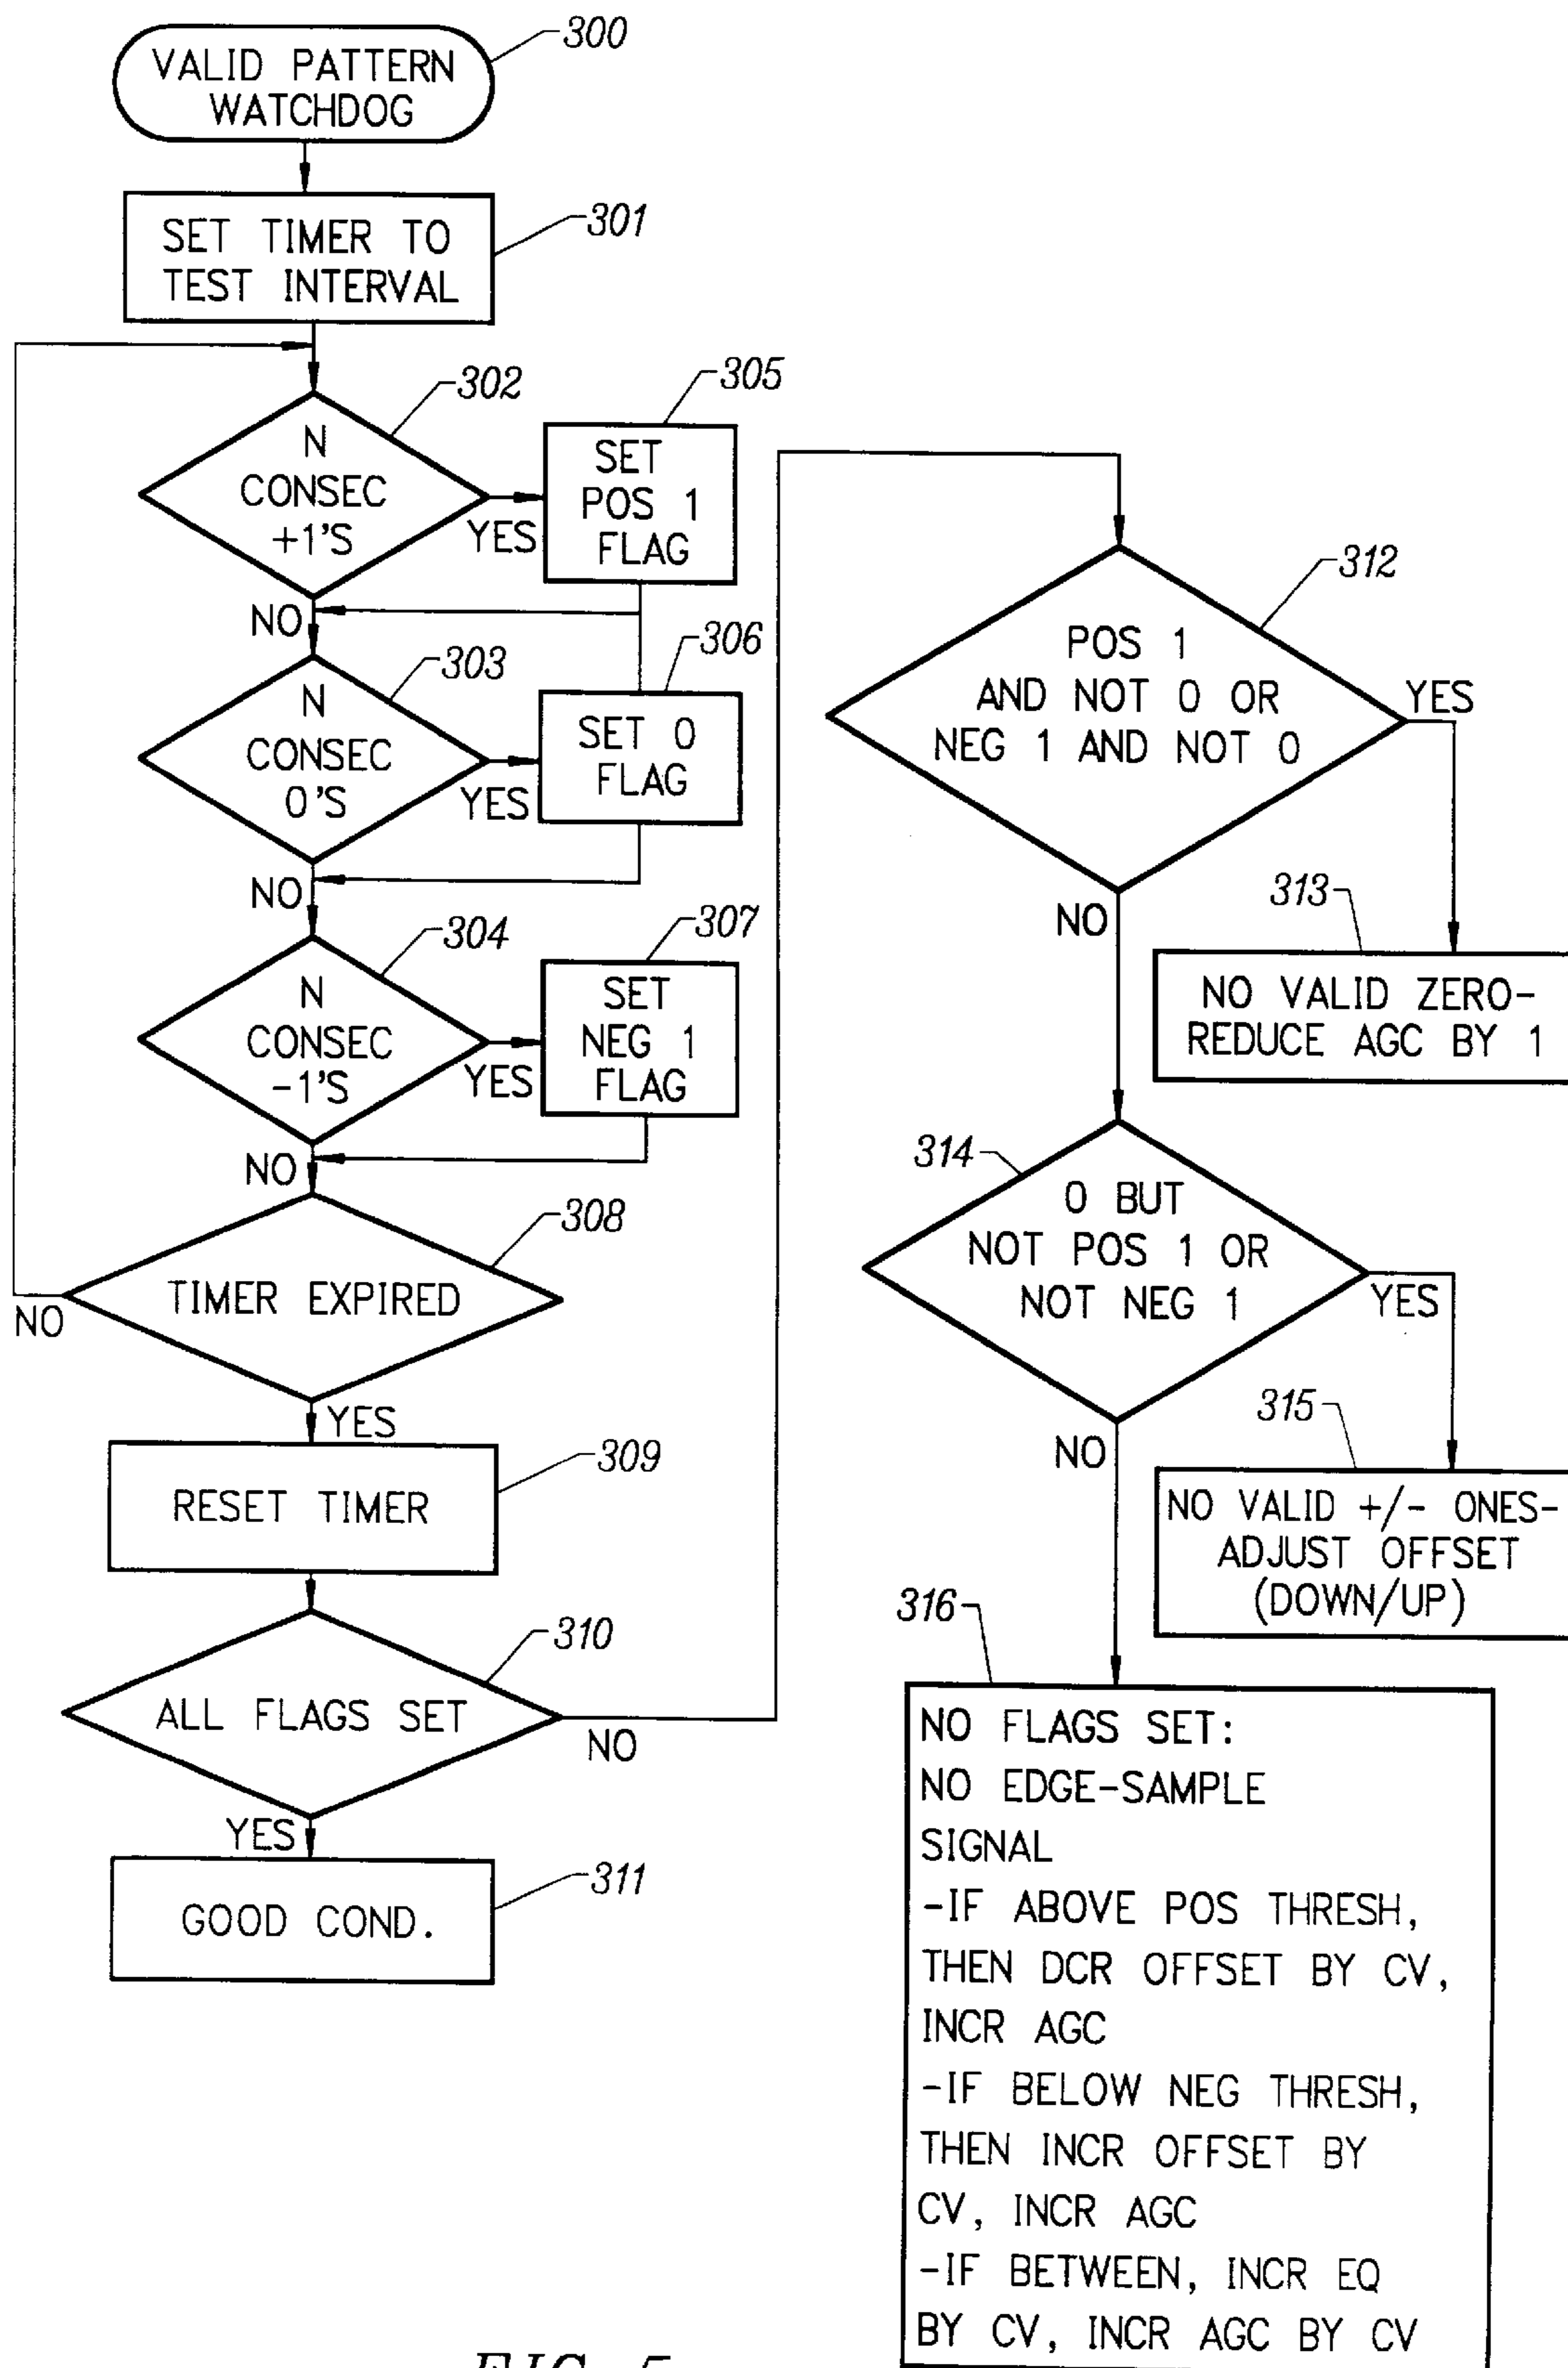 300
VALID PATTERN
WATCHDOG
301
SET TIMER TO
TEST INTERVAL
302
N
CONSEC
+1'S
YES
NO
305
SET
POS 1
FLAG
303
N
CONSEC
0'S
YES
NO
306
SET 0
FLAG
304
N
CONSEC
-1'S
YES
NO
307
SET
NEG 1
FLAG
308
TIMER EXPIRED
NO
YES
309
RESET TIMER
310
ALL FLAGS SET
NO
YES
311
GOOD COND.
312
POS 1
AND NOT 0 OR
NEG 1 AND NOT 0
YES
NO
313
NO VALID ZERO-
REDUCE AGC BY 1
314
0 BUT
NOT POS 1 OR
NOT NEG 1
YES
NO
315
NO VALID +/- ONES-
ADJUST OFFSET
(DOWN/UP)
316
NO FLAGS SET:
NO EDGE-SAMPLE
SIGNAL
-IF ABOVE POS THRESH,
THEN DCR OFFSET BY CV,
INCR AGC
-IF BELOW NEG THRESH,
THEN INCR OFFSET BY
CV, INCR AGC
-IF BETWEEN, INCR EQ
BY CV, INCR AGC BY CV
FIG. 5